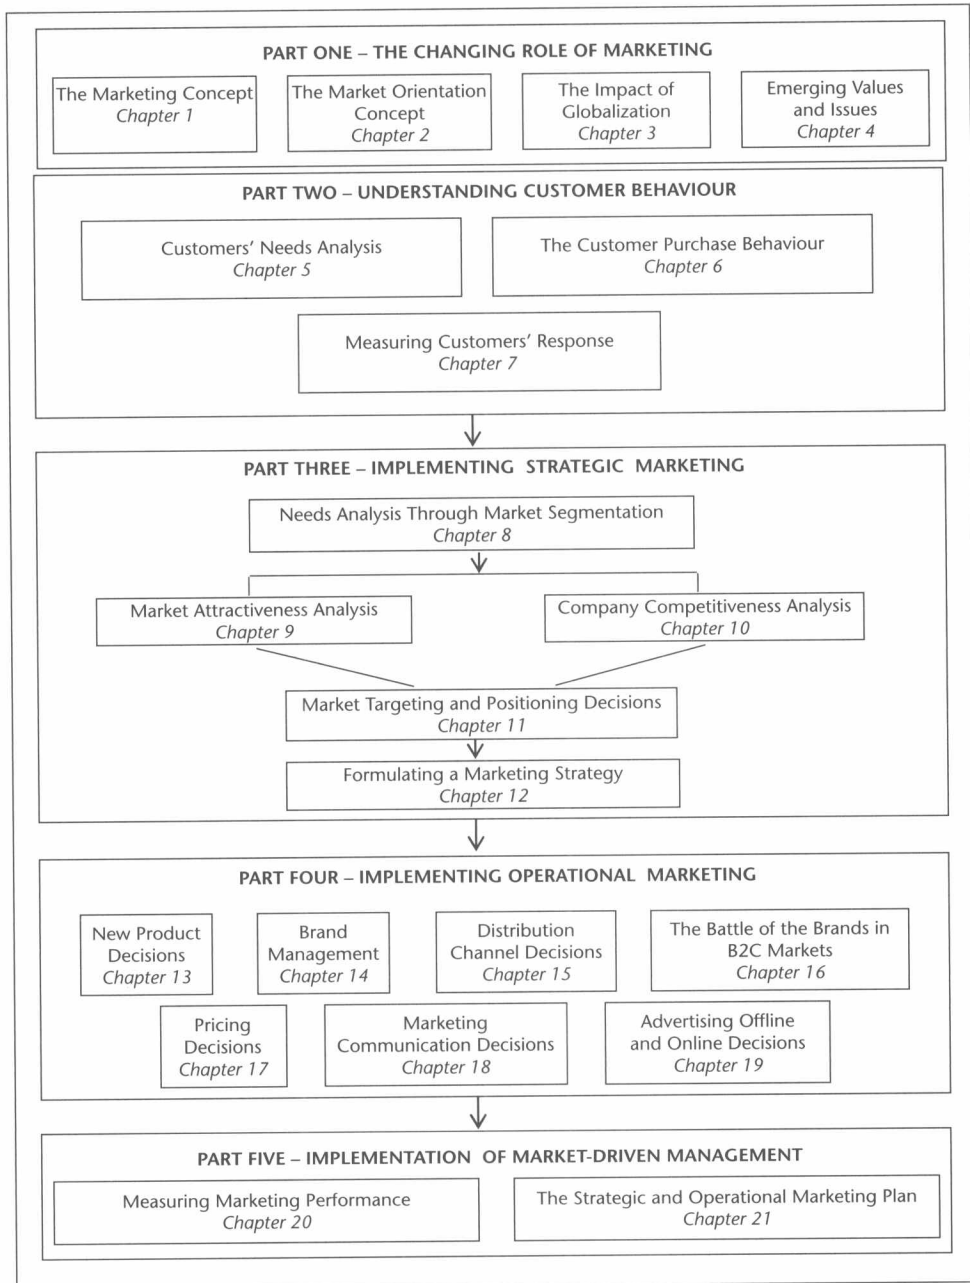 PART ONE – THE CHANGING ROLE OF MARKETING
The Marketing Concept
Chapter 1
The Market Orientation
Concept
Chapter 2
The Impact of
Globalization
Chapter 3
Emerging Values
and Issues
Chapter 4
PART TWO – UNDERSTANDING CUSTOMER BEHAVIOUR
Customers’ Needs Analysis
Chapter 5
The Customer Purchase Behaviour
Chapter 6
Measuring Customers’ Response
Chapter 7
PART THREE – IMPLEMENTING STRATEGIC MARKETING
Needs Analysis Through Market Segmentation
Chapter 8
Market Attractiveness Analysis
Chapter 9
Company Competitiveness Analysis
Chapter 10
Market Targeting and Positioning Decisions
Chapter 11
Formulating a Marketing Strategy
Chapter 12
PART FOUR – IMPLEMENTING OPERATIONAL MARKETING
New Product
Decisions
Chapter 13
Brand
Management
Chapter 14
Distribution
Channel Decisions
Chapter 15
The Battle of the Brands in
B2C Markets
Chapter 16
Pricing
Decisions
Chapter 17
Marketing
Communication Decisions
Chapter 18
Advertising Offline
and Online Decisions
Chapter 19
PART FIVE – IMPLEMENTATION OF MARKET-DRIVEN MANAGEMENT
Measuring Marketing Performance
Chapter 20
The Strategic and Operational Marketing Plan
Chapter 21